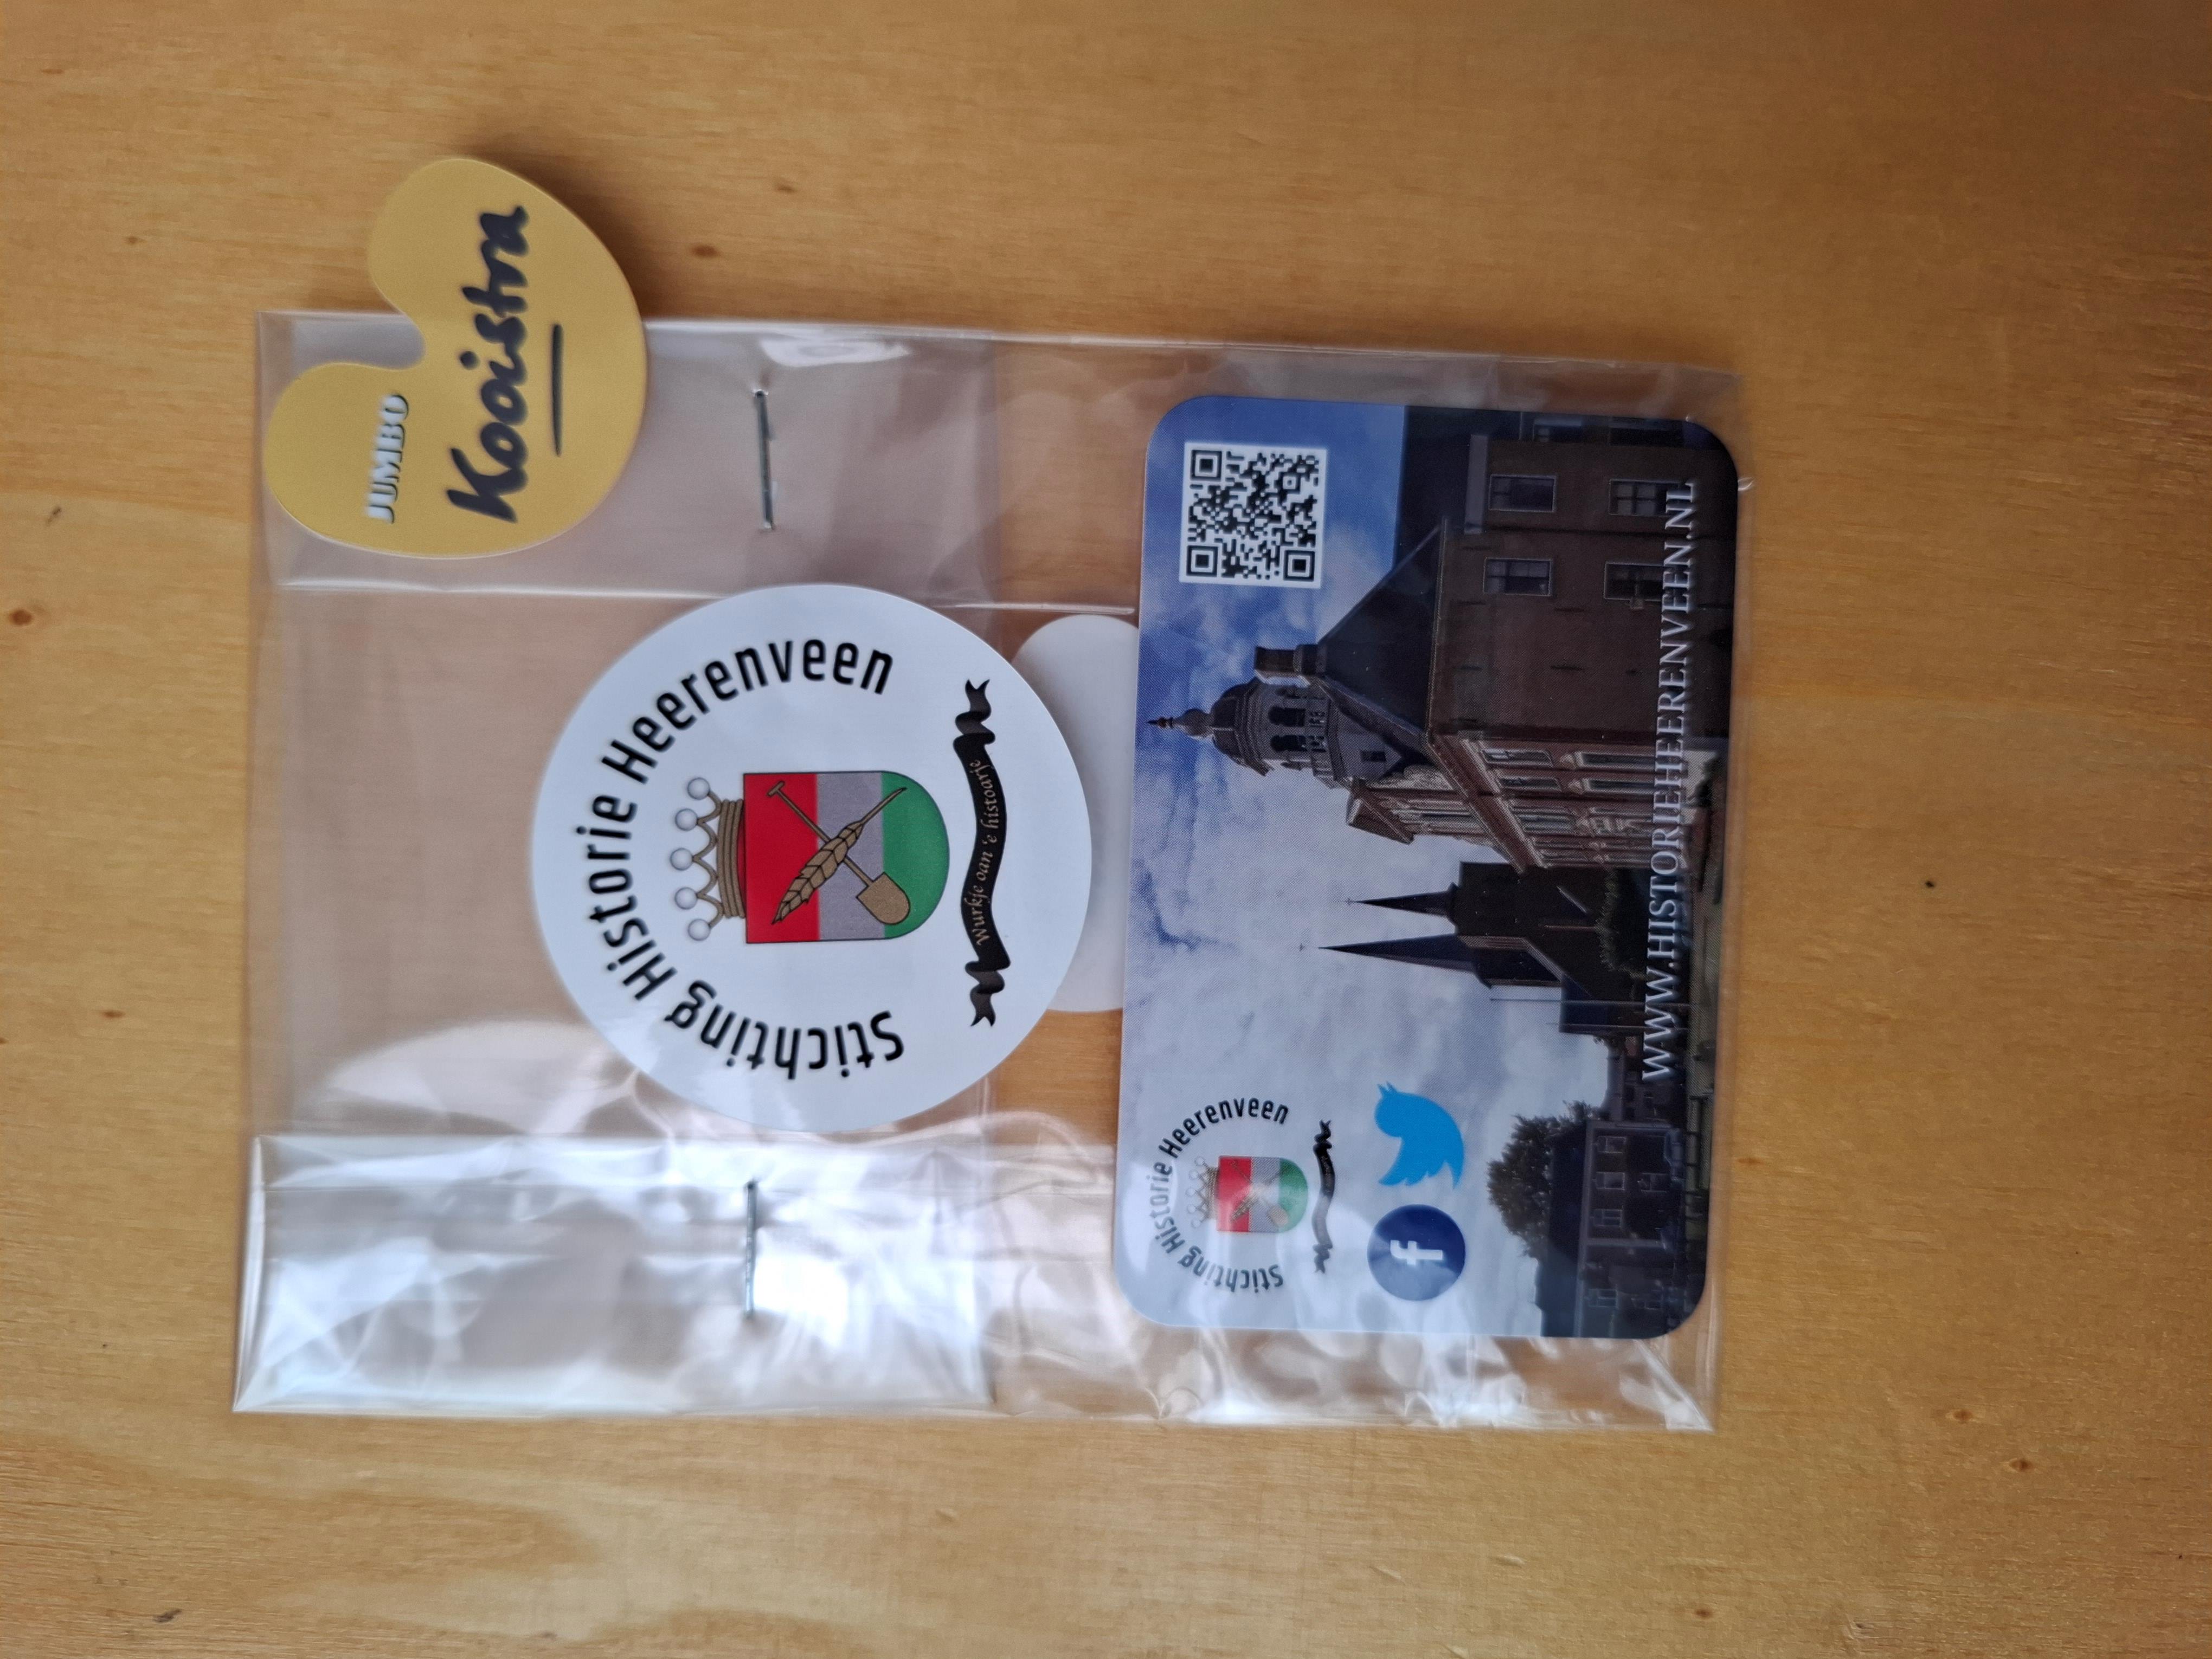 JUMBO
Kooistra
Stichting Historie Heerenveen
Wurkje oan 'e histoarje
Stichting Historie Heerenveen
f
WWW.HISTORIEHEERENVEEN.NL